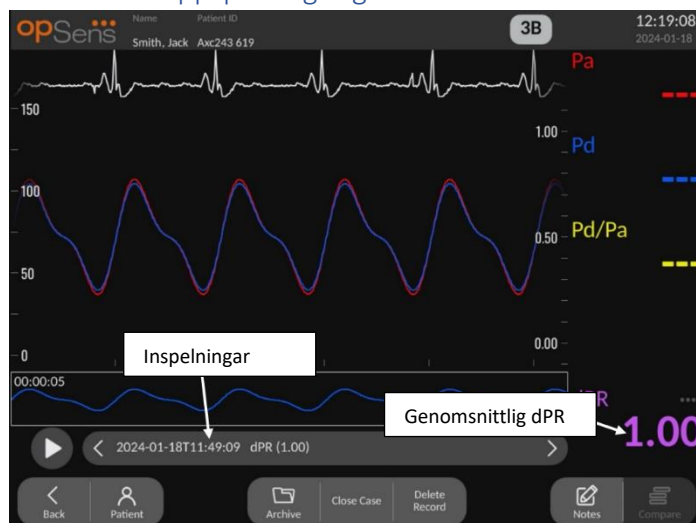 opSens
Name Patient ID
Smith, Jack Axc243 619
3B
12:19:08
2024-01-18
Pa
150
1.00
Pd
100
0.50
Pd/Pa
50
Inspelningar
0.00
0
00:00:05
Genomsnittlig dPR
1.00
2024-01-18T11:49:09 dPR (1.00)
Back
Patient
Archive
Close Case
Delete
Record
Notes
Compare